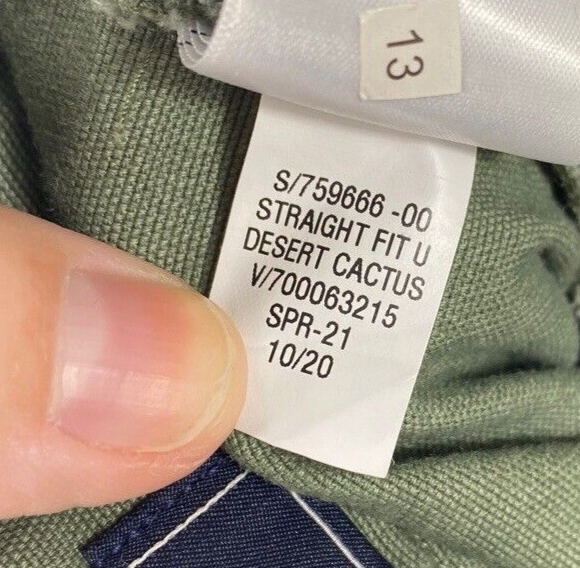 13
S/759666 -00
STRAIGHT FIT U
DESERT CACTUS
V/700063215
SPR-21
10/20